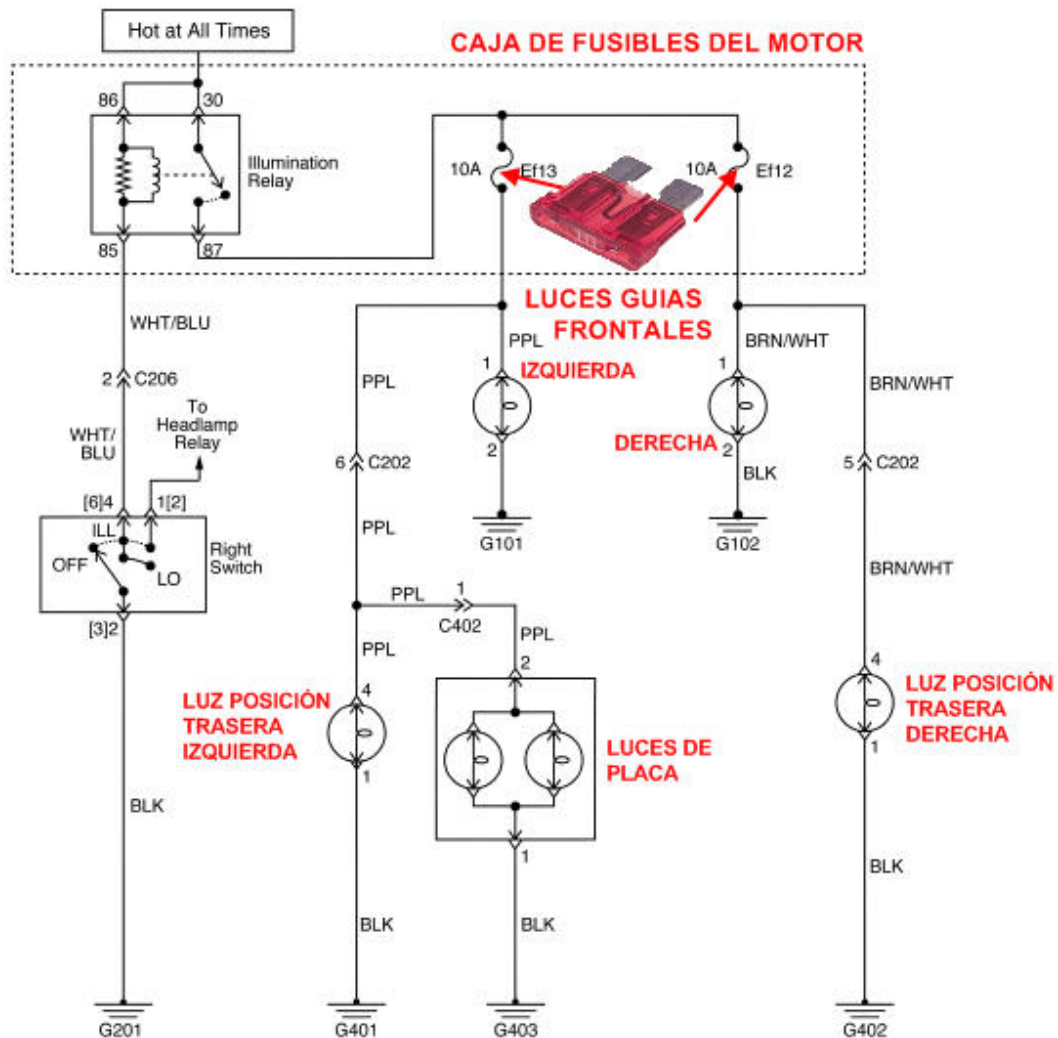 Hot at All Times
CAJA DE FUSIBLES DEL MOTOR
86
30
Illumination
Relay
10A
Ef13
10A
Ef12
85
87
LUCES GUIAS
FRONTALES
WHT/BLU
PPL
BRN/WHT
1
IZQUIERDA
1
PPL
BRN/WHT
2
C206
To
Headlamp
Relay
WHT/
BLU
DERECHA
2
2
6
C202
BLK
5
C202
[6]4
1[2]
G101
G102
PPL
ILL
OFF
LO
Right
Switch
BRN/WHT
PPL
1
C402
[3]2
PPL
PPL
2
4
4
LUZ POSICIÓN
TRASERA
IZQUIERDA
LUZ POSICIÓN
TRASERA
DERECHA
LUCES DE
PLACA
1
1
BLK
1
BLK
BLK
BLK
G201
G401
G403
G402